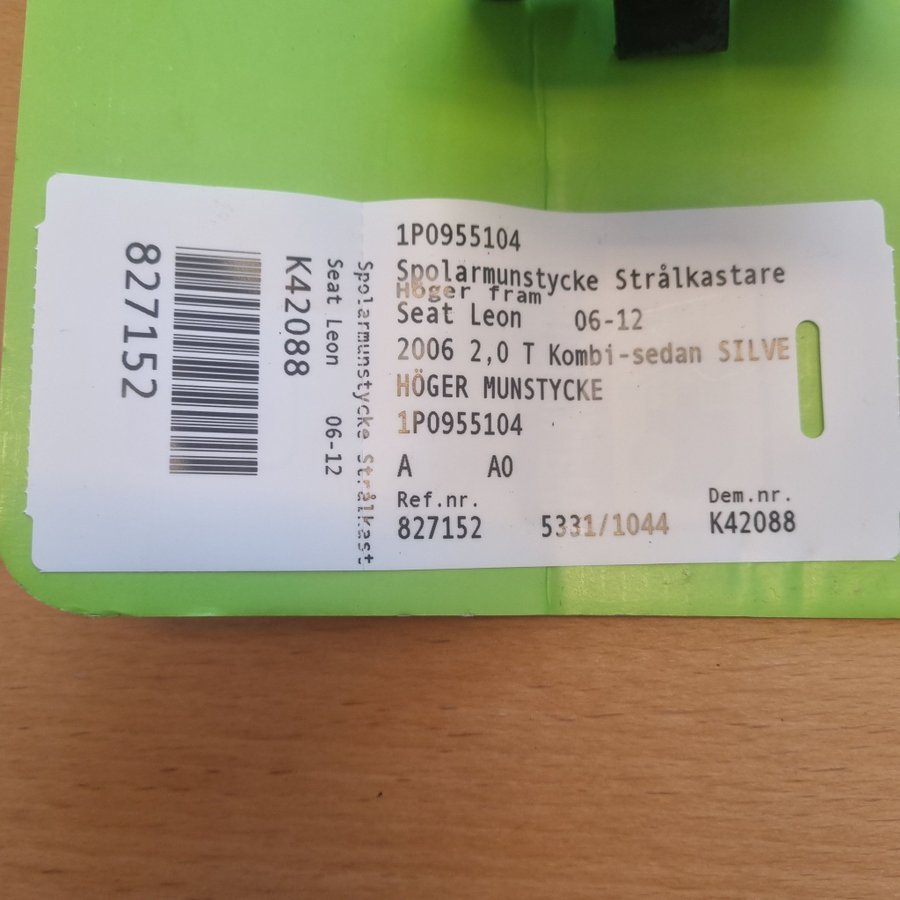 827152
K42088
Seat Leon 06-12
Spolarmunstycke Strålkast
1P0955104
Spolarmunstycke Strålkastare
Höger fram
Seat Leon 06-12
2006 2,0 T Kombi-sedan SILVE
HÖGER MUNSTYCKE
1P0955104
A A0
Ref.nr. Dem.nr.
827152 5331/1044 K42088